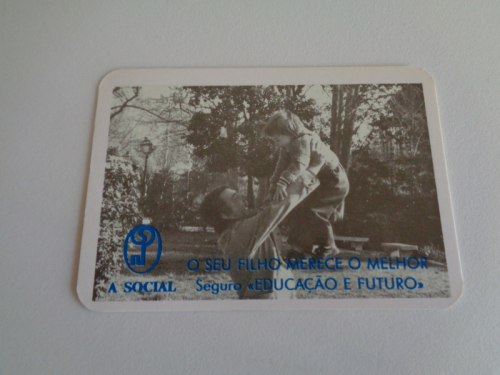 O SEU FILHO MERECE O MELHOR
A SOCIAL Seguro «EDUCAÇÃO E FUTURO»